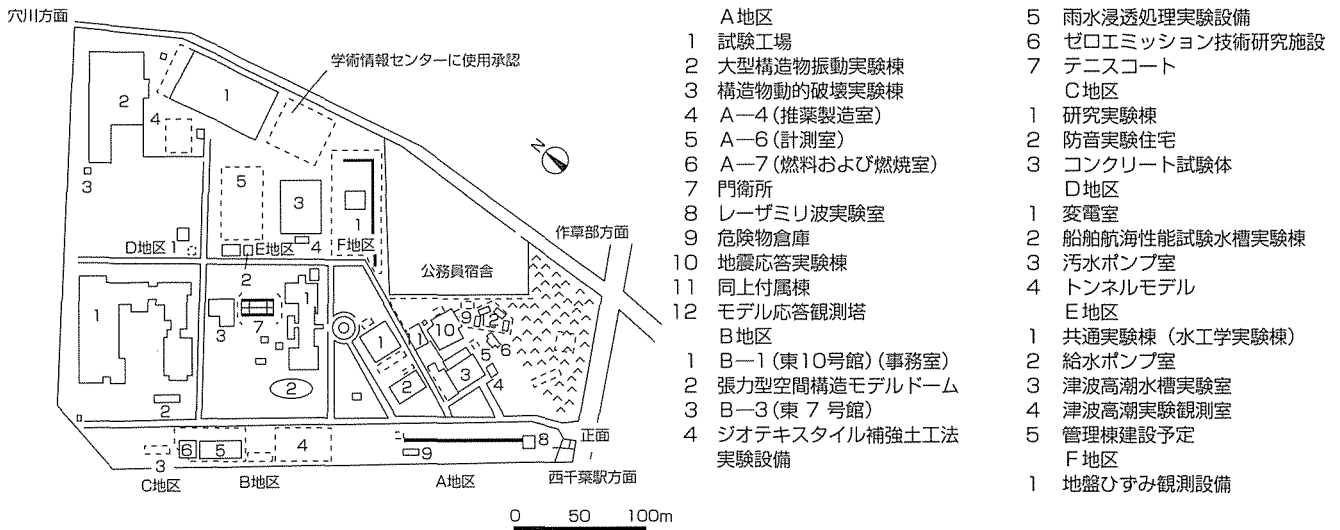 穴川方面
学術情報センターに使用承認
2
1
4
3
5
3
1
N
作草部方面
D地区 1
E地区
4
F地区
2
公務員宿舎
1
3
7
1
2
2
1
11
10
9
12
5
6
3
4
2
3
6
5
4
8
9
正面
C地区
B地区
A地区
西千葉駅方面
0 50 100m
A地区
1 試験工場
2 大型構造物振動実験棟
3 構造物動的破壊実験棟
4 A—4(推薬製造室)
5 A—6(計測室)
6 A—7(燃料および燃焼室)
7 門衛所
8 レーザミリ波実験室
9 危険物倉庫
10 地震応答実験棟
11 同上付属棟
12 モデル応答観測塔
B地区
1 B—1(東10号館)(事務室)
2 張力型空間構造モデルドーム
3 B—3(東 7 号館)
4 ジオテキスタイル補強土工法
実験設備
5 雨水浸透処理実験設備
6 ゼロエミッション技術研究施設
7 テニスコート
C地区
1 研究実験棟
2 防音実験住宅
3 コンクリート試験体
D地区
1 変電室
2 船舶航海性能試験水槽実験棟
3 汚水ポンプ室
4 トンネルモデル
E地区
1 共通実験棟(水工学実験棟)
2 給水ポンプ室
3 津波高潮水槽実験室
4 津波高潮実験観測室
5 管理棟建設予定
F地区
1 地盤ひずみ観測設備